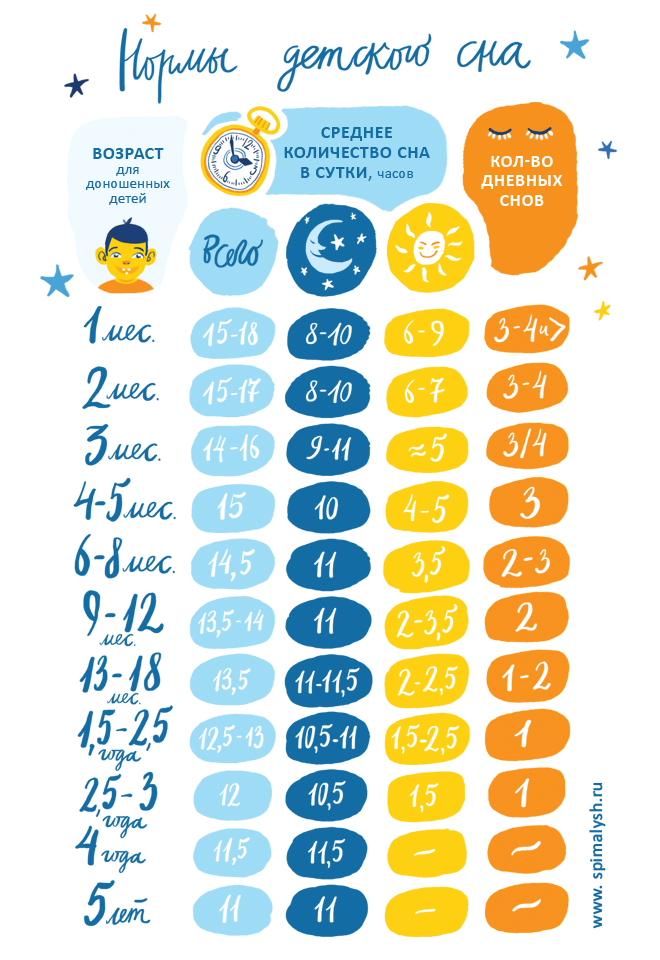 Нормы детского сна
ВОЗРАСТ
для
доношенных
детей
СРЕДНЕЕ
КОЛИЧЕСТВО СНА
В СУТКИ, часов
КОЛ-ВО
ДНЕВНЫХ
СНОВ
12
6
всего
1 мес. 15-18 8-10 6-9 3-4 и >
2 мес. 15-17 8-10 6-7 3-4
3 мес. 14-16 9-11 ≈5 3/4
4-5 мес. 15 10 4-5 3
6-8 мес. 14,5 11 3,5 2-3
9-12 13,5-14 11 2-3,5 2
мес.
13-18 13,5 11-11,5 2-2,5 1-2
мес.
1,5-2,5 12,5-13 10,5-11 1,5-2,5 1
года
2,5-3 12 10,5 1,5 1
года
4 года 11,5 11,5 – ~
5 лет 11 11 – ~
www. spimalysh.ru